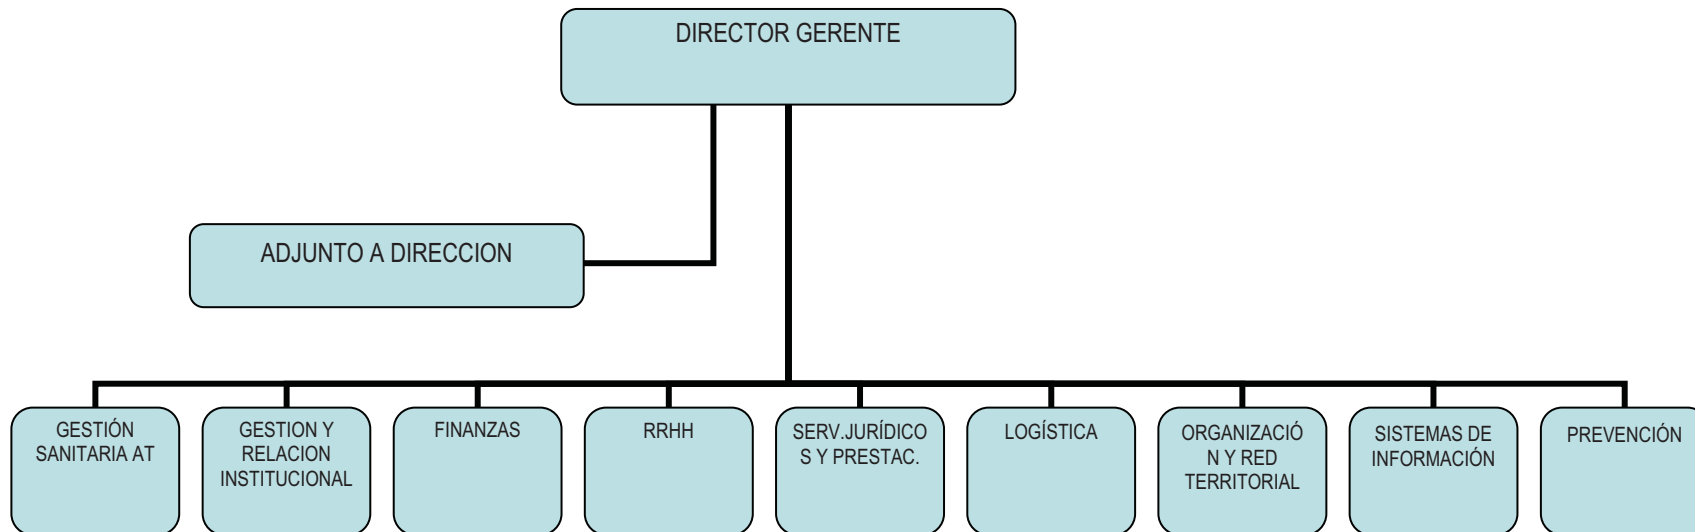 DIRECTOR GERENTE
ADJUNTO A DIRECCION
GESTIÓN
SANITARIA AT
GESTION Y
RELACION
INSTITUCIONAL
FINANZAS
RRHH
SERV.JURÍDICO
S Y PRESTAC.
LOGÍSTICA
ORGANIZACIÓ
N Y RED
TERRITORIAL
SISTEMAS DE
INFORMACIÓN
PREVENCIÓN